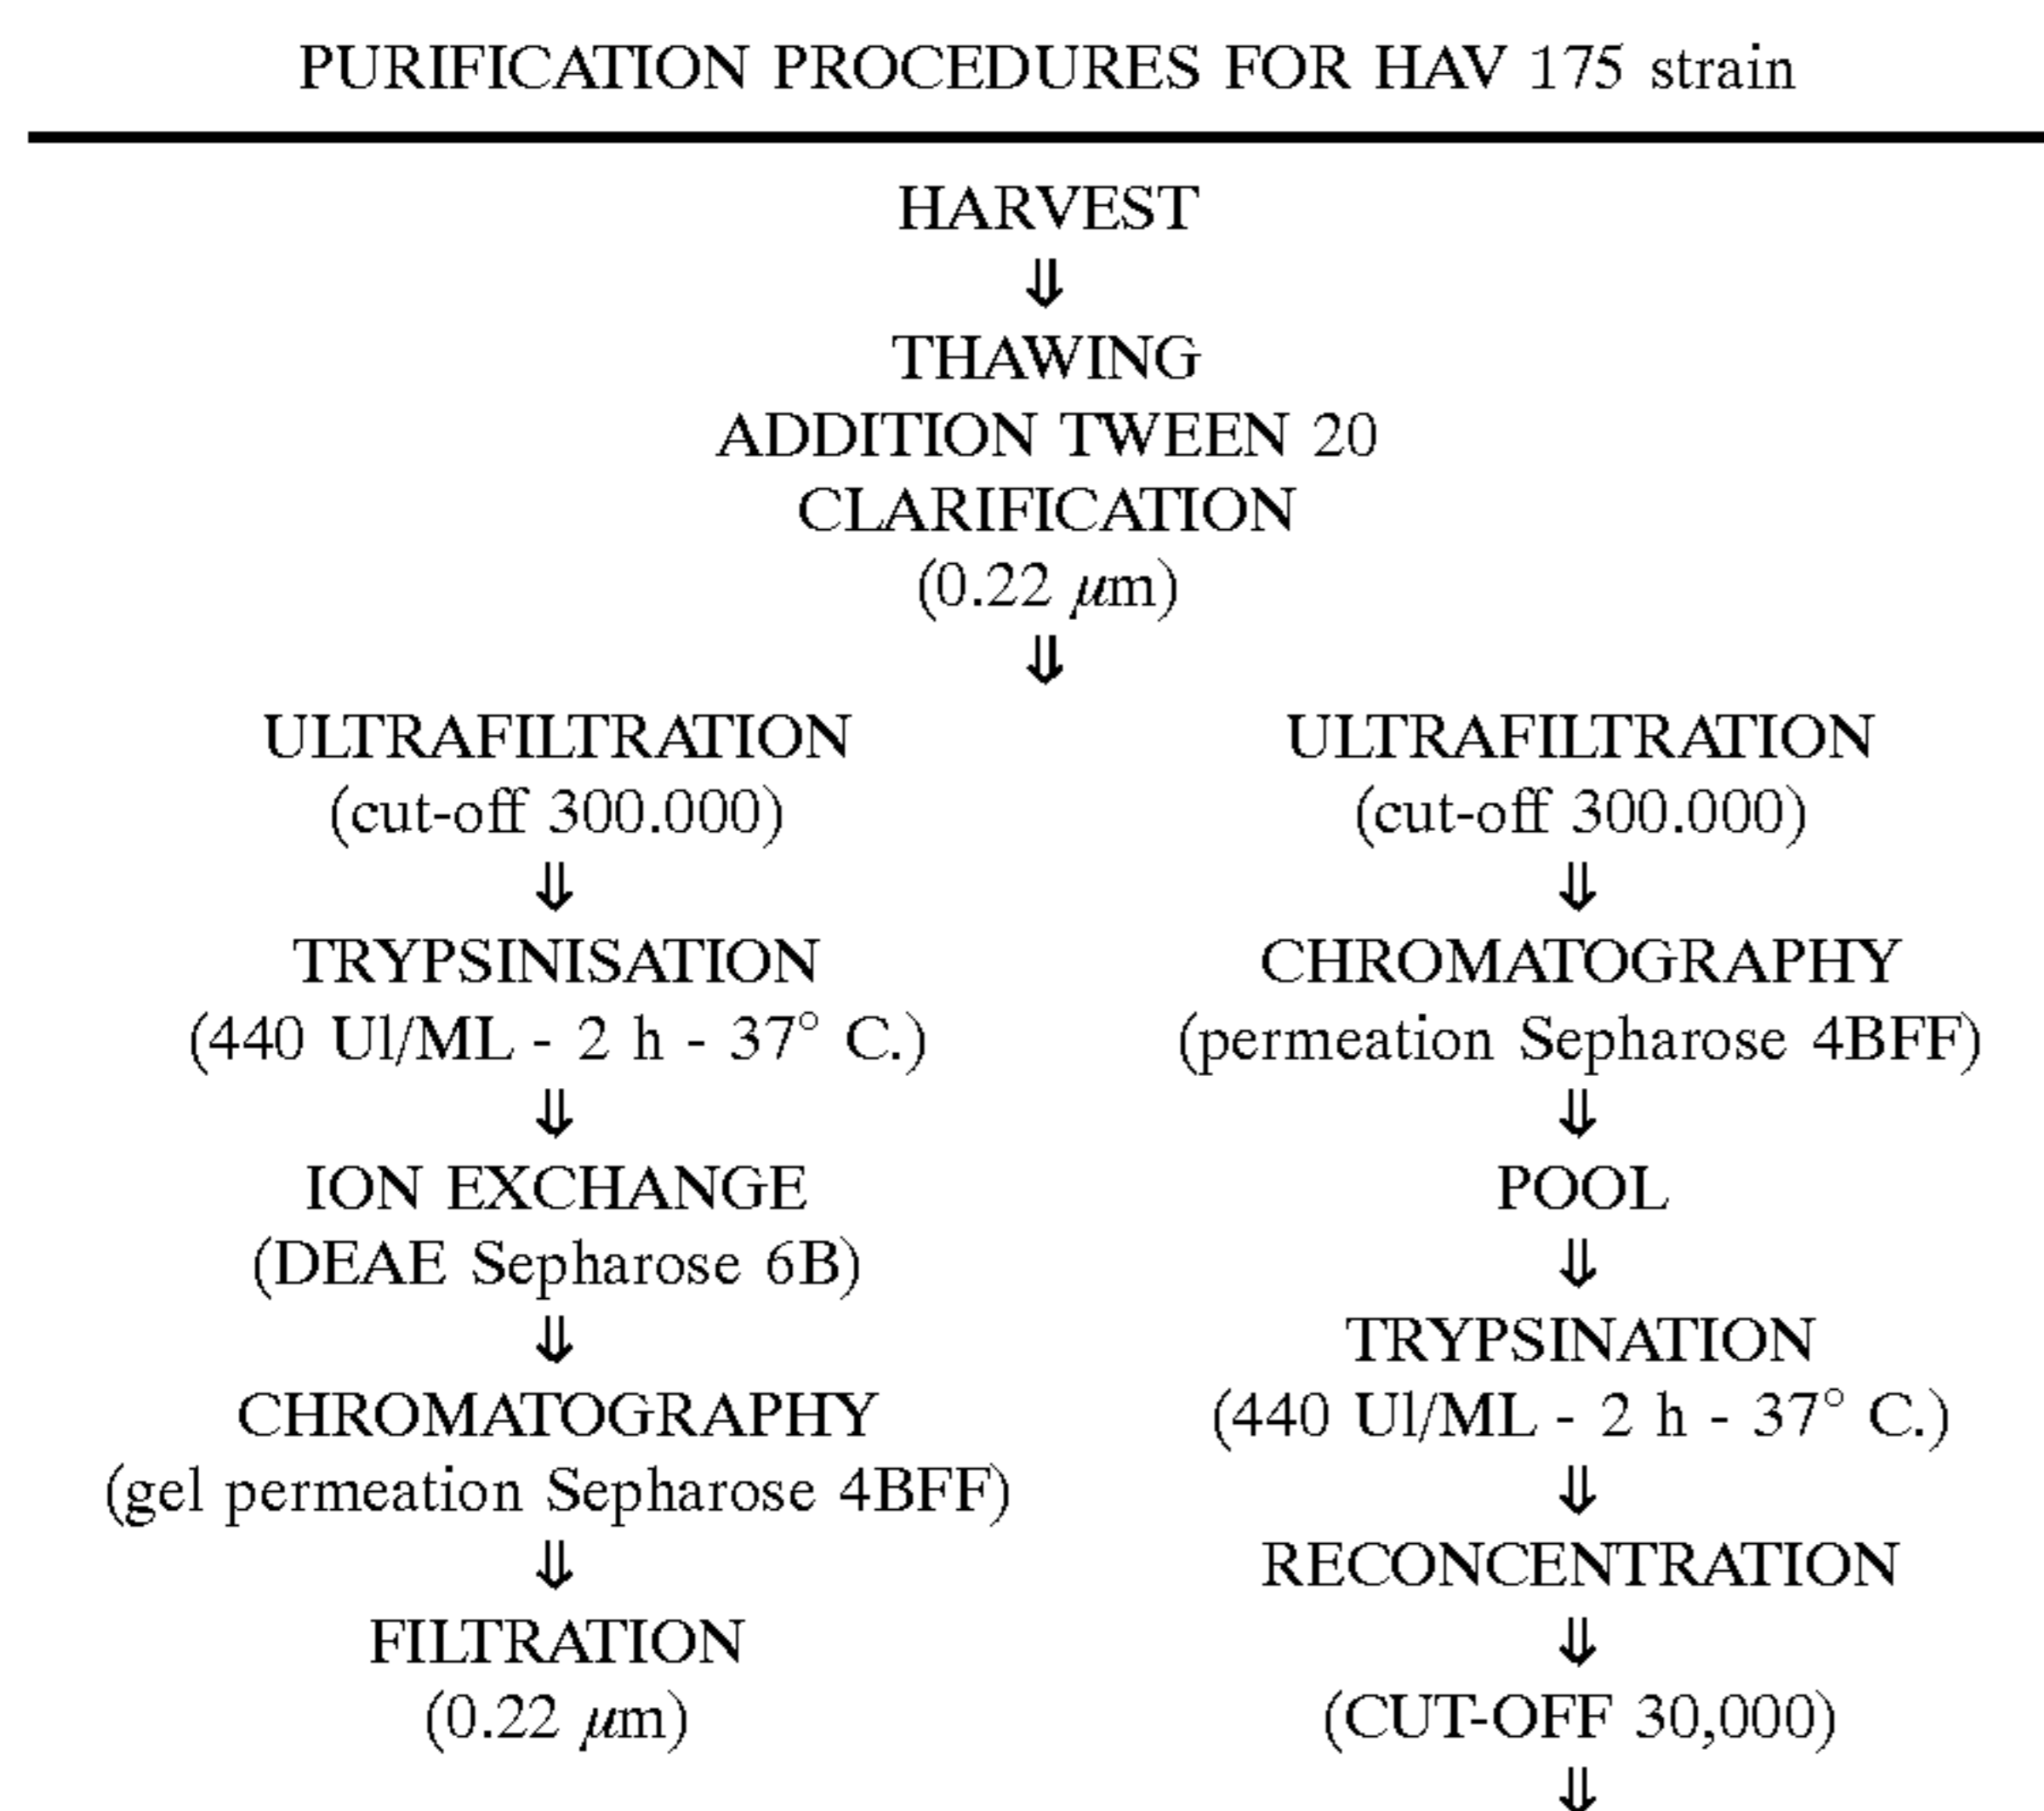 PURIFICATION PROCEDURES FOR HAV 175 strain
HARVEST
⇓
THAWING
ADDITION TWEEN 20
CLARIFICATION
(0.22 μm)
⇓
ULTRAFILTRATION
(cut-off 300.000)
⇓
TRYPSINISATION
(440 Ul/ML - 2 h - 37° C.)
⇓
ION EXCHANGE
(DEAE Sepharose 6B)
⇓
CHROMATOGRAPHY
(gel permeation Sepharose 4BFF)
⇓
FILTRATION
(0.22 μm)
ULTRAFILTRATION
(cut-off 300.000)
⇓
CHROMATOGRAPHY
(permeation Sepharose 4BFF)
⇓
POOL
⇓
TRYPSINATION
(440 Ul/ML - 2 h - 37° C.)
⇓
RECONCENTRATION
⇓
(CUT-OFF 30,000)
⇓